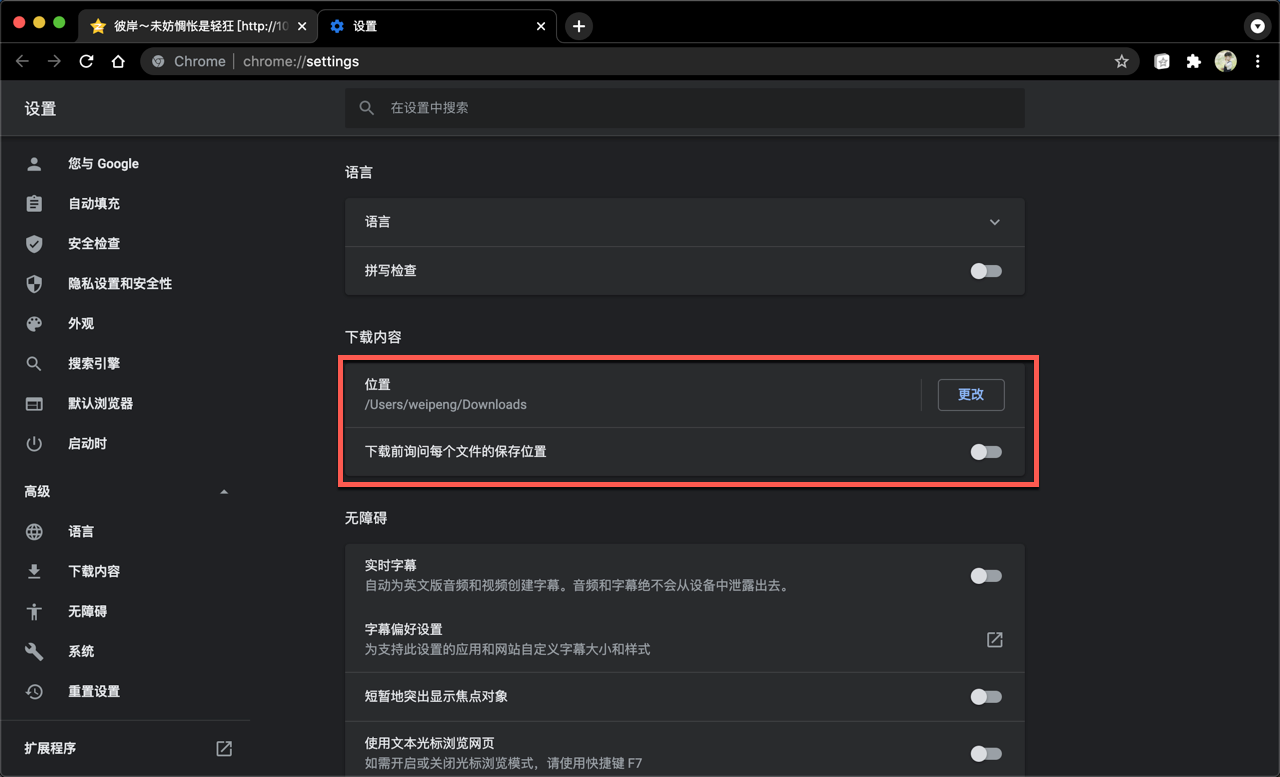 彼岸～未妨惆怅是轻狂 [http://10
设置
Chrome
chrome://settings
设置
在设置中搜索
您与 Google
自动填充
安全检查
隐私设置和安全性
外观
搜索引擎
默认浏览器
启动时
高级
语言
下载内容
无障碍
系统
重置设置
扩展程序
语言
语言
拼写检查
下载内容
位置
/Users/weipeng/Downloads
更改
下载前询问每个文件的保存位置
无障碍
实时字幕
自动为英文版音频和视频创建字幕。音频和字幕绝不会从设备中泄露出去。
字幕偏好设置
为支持此设置的应用和网站自定义字幕大小和样式
短暂地突出显示焦点对象
使用文本光标浏览网页
如需开启或关闭光标浏览模式，请使用快捷键 F7